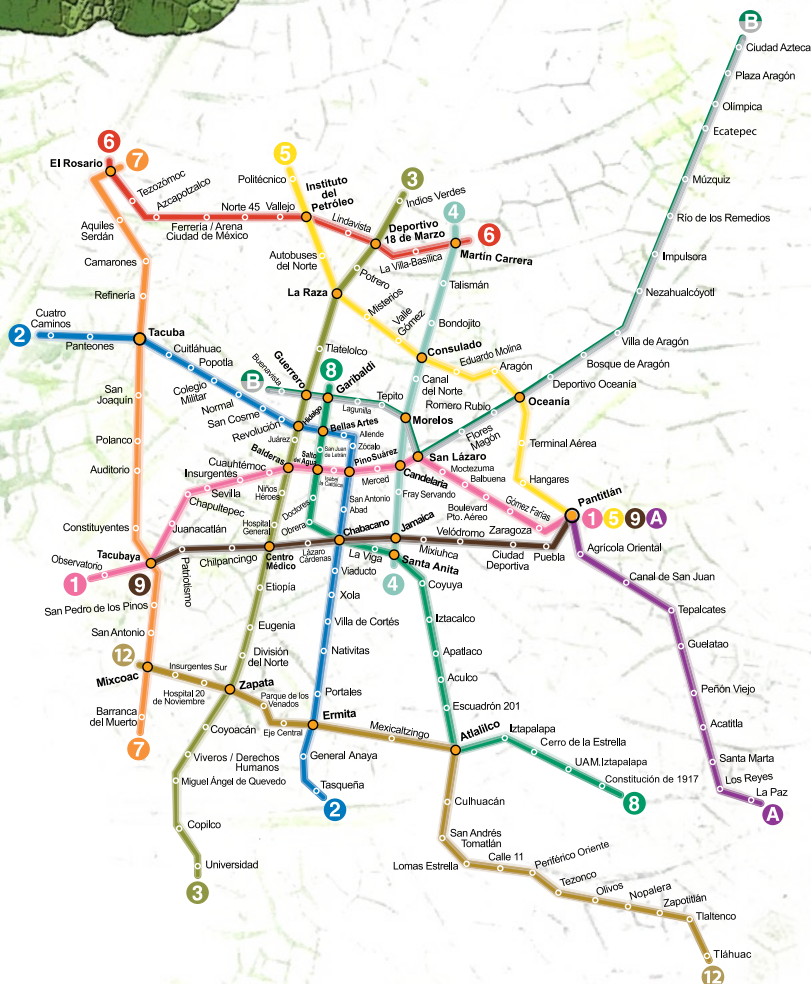 B
Ciudad Azteca
Plaza Aragón
Olímpica
Ecatepec
Múzquiz
Río de los Remedios
Impulsora
Nezahualcóyotl
Villa de Aragón
Bosque de Aragón
Deportivo Oceanía
Oceanía
Romero Rubio
Flores
Magón
San Lázaro
Morelos
Tepito
Lagunilla
Garibaldi
Guerrero
Buenavista
B
6
7
El Rosario
Tezozómoc
Azcapotzalco
Ferrería / Arena
Ciudad de México
Norte 45
Vallejo
Instituto
del
Petróleo
Lindavista
Deportivo
18 de Marzo
La Villa-Basílica
Martín Carrera
6
5
Politécnico
Autobuses
del Norte
La Raza
Misterios
Valle
Gómez
Consulado
Eduardo Molina
Aragón
Terminal Aérea
Hangares
Pantitlán
1
5
9
A
3
Indios Verdes
Potrero
Tlatelolco
Hidalgo
Juárez
Balderas
Niños
Héroes
Hospital
General
Centro
Médico
Etiopía
Eugenia
División
del Norte
Zapata
Coyoacán
Viveros / Derechos
Humanos
Miguel Ángel de Quevedo
Copilco
Universidad
3
4
Talismán
Bondojito
Canal
del Norte
Candelaria
Fray Servando
Jamaica
Santa Anita
4
Aquiles
Serdán
Camarones
Refinería
Tacuba
San
Joaquín
Polanco
Auditorio
Constituyentes
Tacubaya
San Pedro de los Pinos
San Antonio
Mixcoac
Barranca
del Muerto
7
2
Cuatro
Caminos
Panteones
Cuitláhuac
Popotla
Colegio
Militar
Normal
San Cosme
Revolución
Bellas Artes
Allende
Zócalo
Pino Suárez
San Antonio
Abad
Chabacano
Viaducto
Xola
Villa de Cortés
Nativitas
Portales
Ermita
General Anaya
Tasqueña
2
1
Observatorio
Juanacatlán
Chapultepec
Sevilla
Insurgentes
Cuauhtémoc
Salto
del Agua
Isabel
la Católica
Merced
Moctezuma
Balbuena
Boulevard
Pto. Aéreo
Gómez Farías
Zaragoza
9
Patriotismo
Chilpancingo
Lázaro
Cárdenas
Mixiuhca
Velódromo
Ciudad
Deportiva
Puebla
8
San Juan
de Letrán
Doctores
Obrera
La Viga
Coyuya
Iztacalco
Apatlaco
Aculco
Escuadrón 201
Atlalilco
Iztapalapa
Cerro de la Estrella
UAM.Iztapalapa
Constitución de 1917
8
Agrícola Oriental
Canal de San Juan
Tepalcates
Guelatao
Peñón Viejo
Acatitla
Santa Marta
Los Reyes
La Paz
A
12
Insurgentes Sur
Hospital 20
de Noviembre
Parque de los
Venados
Eje Central
Mexicaltzingo
Culhuacán
San Andrés
Tomatlán
Lomas Estrella
Calle 11
Periférico Oriente
Tezonco
Olivos
Nopalera
Zapotitlán
Tlaltenco
Tláhuac
12